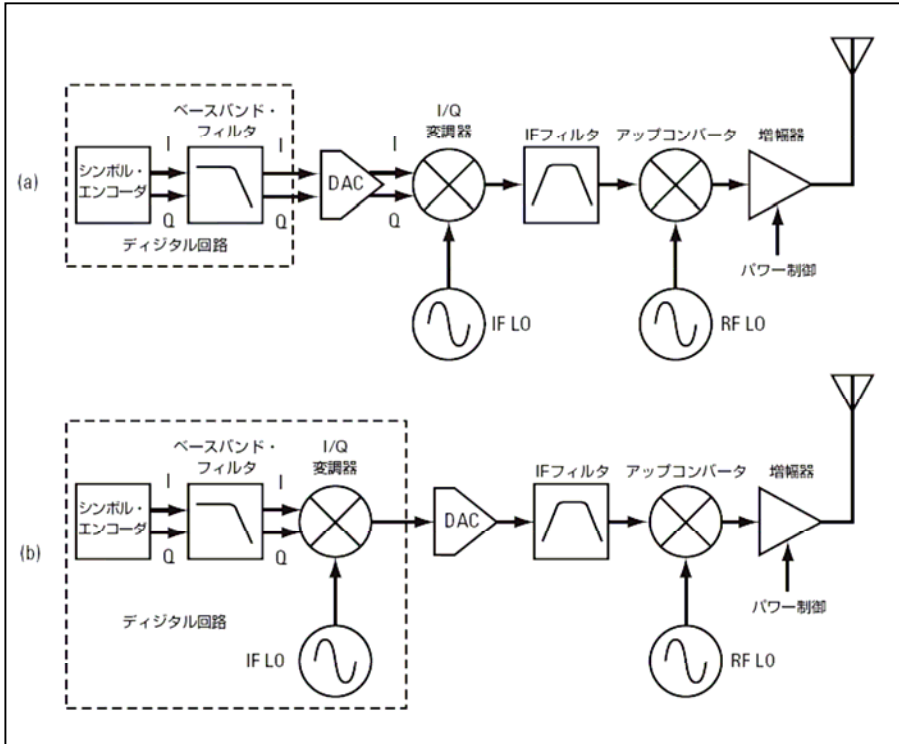 (a)
シンボル・
エンコーダ
I
Q
ベースバンド・
フィルタ
I
Q
ディジタル回路
DAC
I
Q
I/Q
変調器
IF LO
IFフィルタ
アップコンバータ
RF LO
増幅器
パワー制御
(b)
シンボル・
エンコーダ
I
Q
ベースバンド・
フィルタ
I
Q
I/Q
変調器
IF LO
ディジタル回路
DAC
IFフィルタ
アップコンバータ
RF LO
増幅器
パワー制御